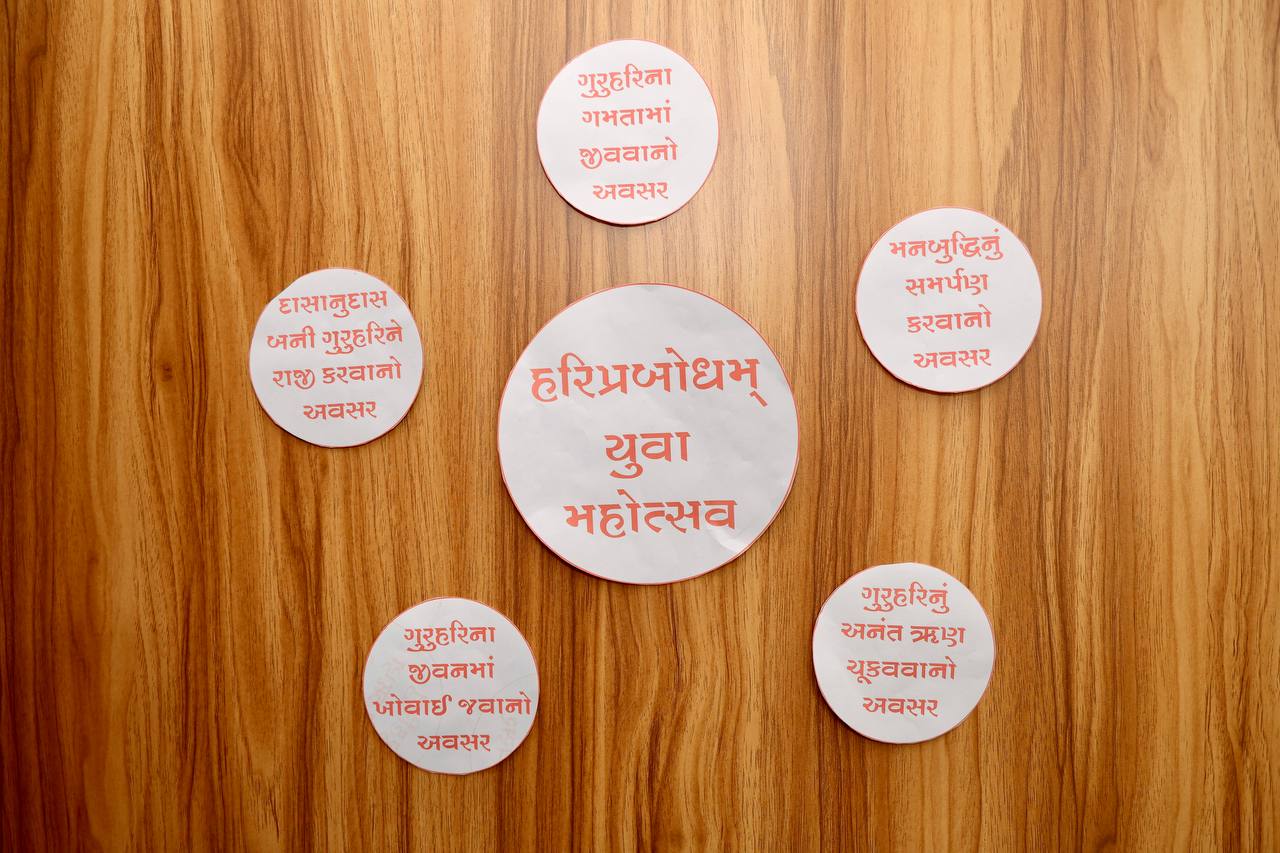 ગુરુહરિના
ગમતામાં
જીવવાનો
અવસર
મનબુદ્ધિનું
સમર્પણ
કરવાનો
અવસર
દાસાનુદાસ
બની ગુરુહરિને
રાજી કરવાનો
અવસર
હરિપ્રબોધમ્
યુવા
મહોત્સવ
ગુરુહરિનું
અનંત ઋણ
ચૂકવવાનો
અવસર
ગુરુહરિના
જીવનમાં
ખોવાઈ જવાનો
અવસર